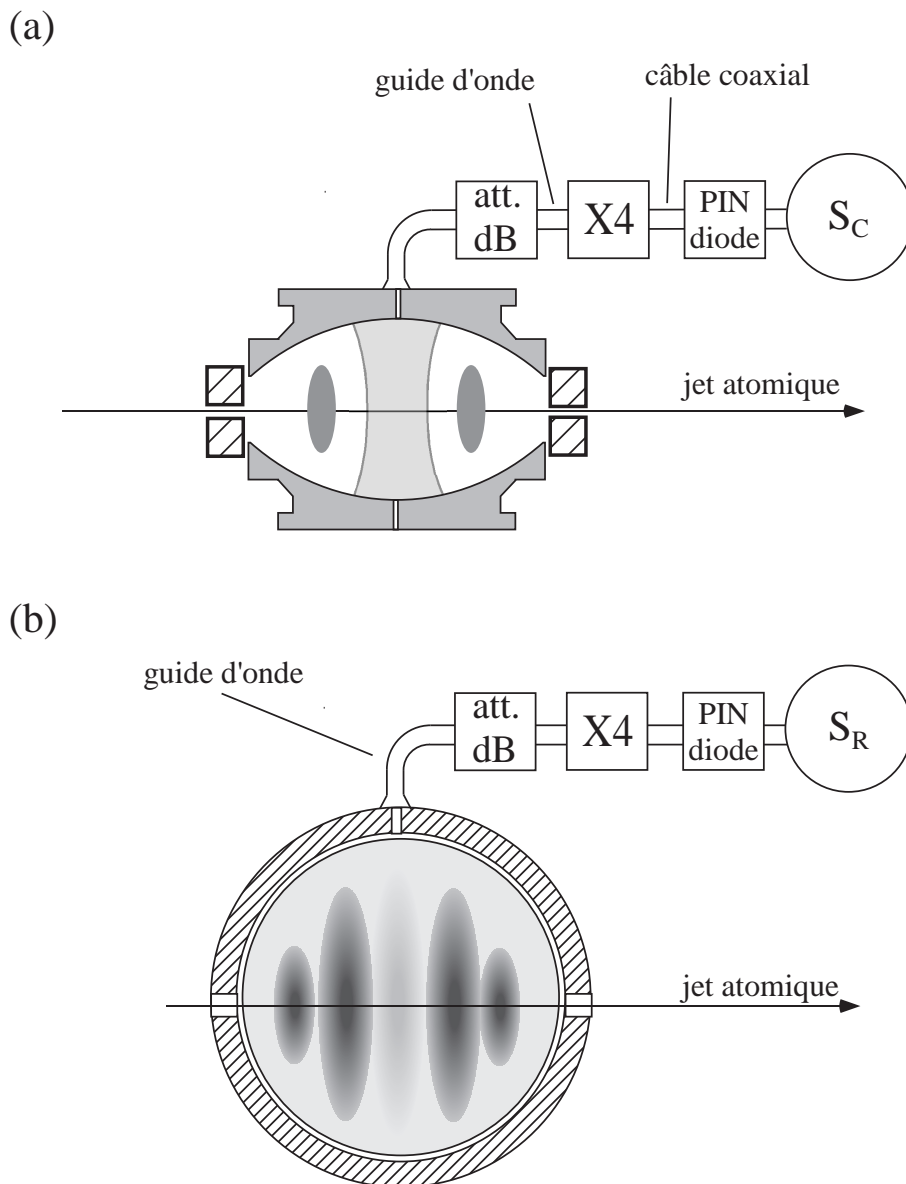 (a)
guide d'onde
câble coaxial
att.
dB
X4
PIN
diode
S_C
jet atomique
(b)
guide d'onde
att.
dB
X4
PIN
diode
S_R
jet atomique